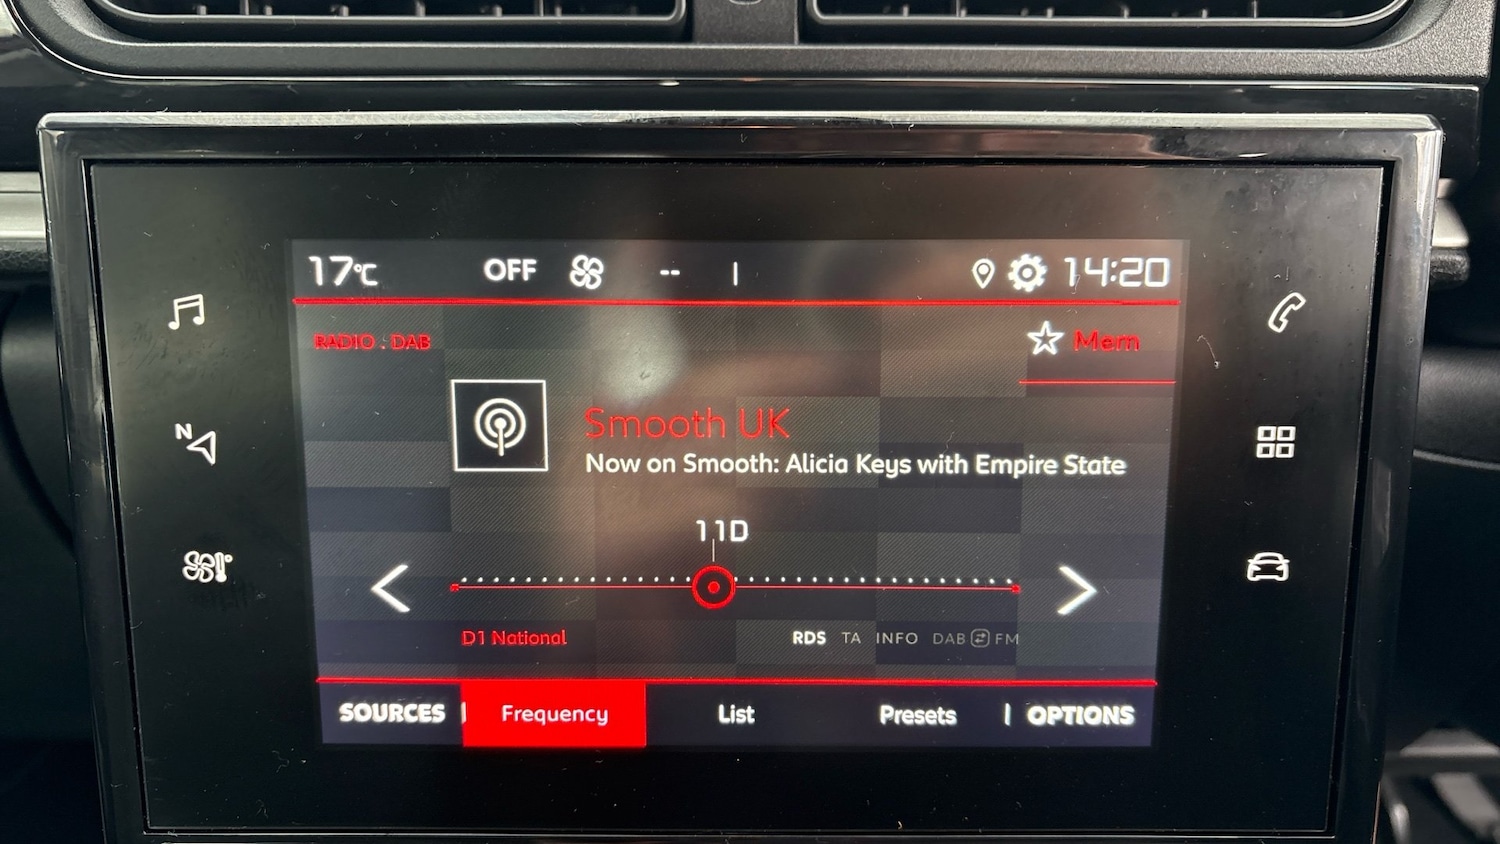 17°C OFF -- 14:20
RADIO : DAB
Mem
Smooth UK
Now on Smooth: Alicia Keys with Empire State
N
11D
D1 National
RDS TA INFO DAB FM
SOURCES Frequency List Presets OPTIONS